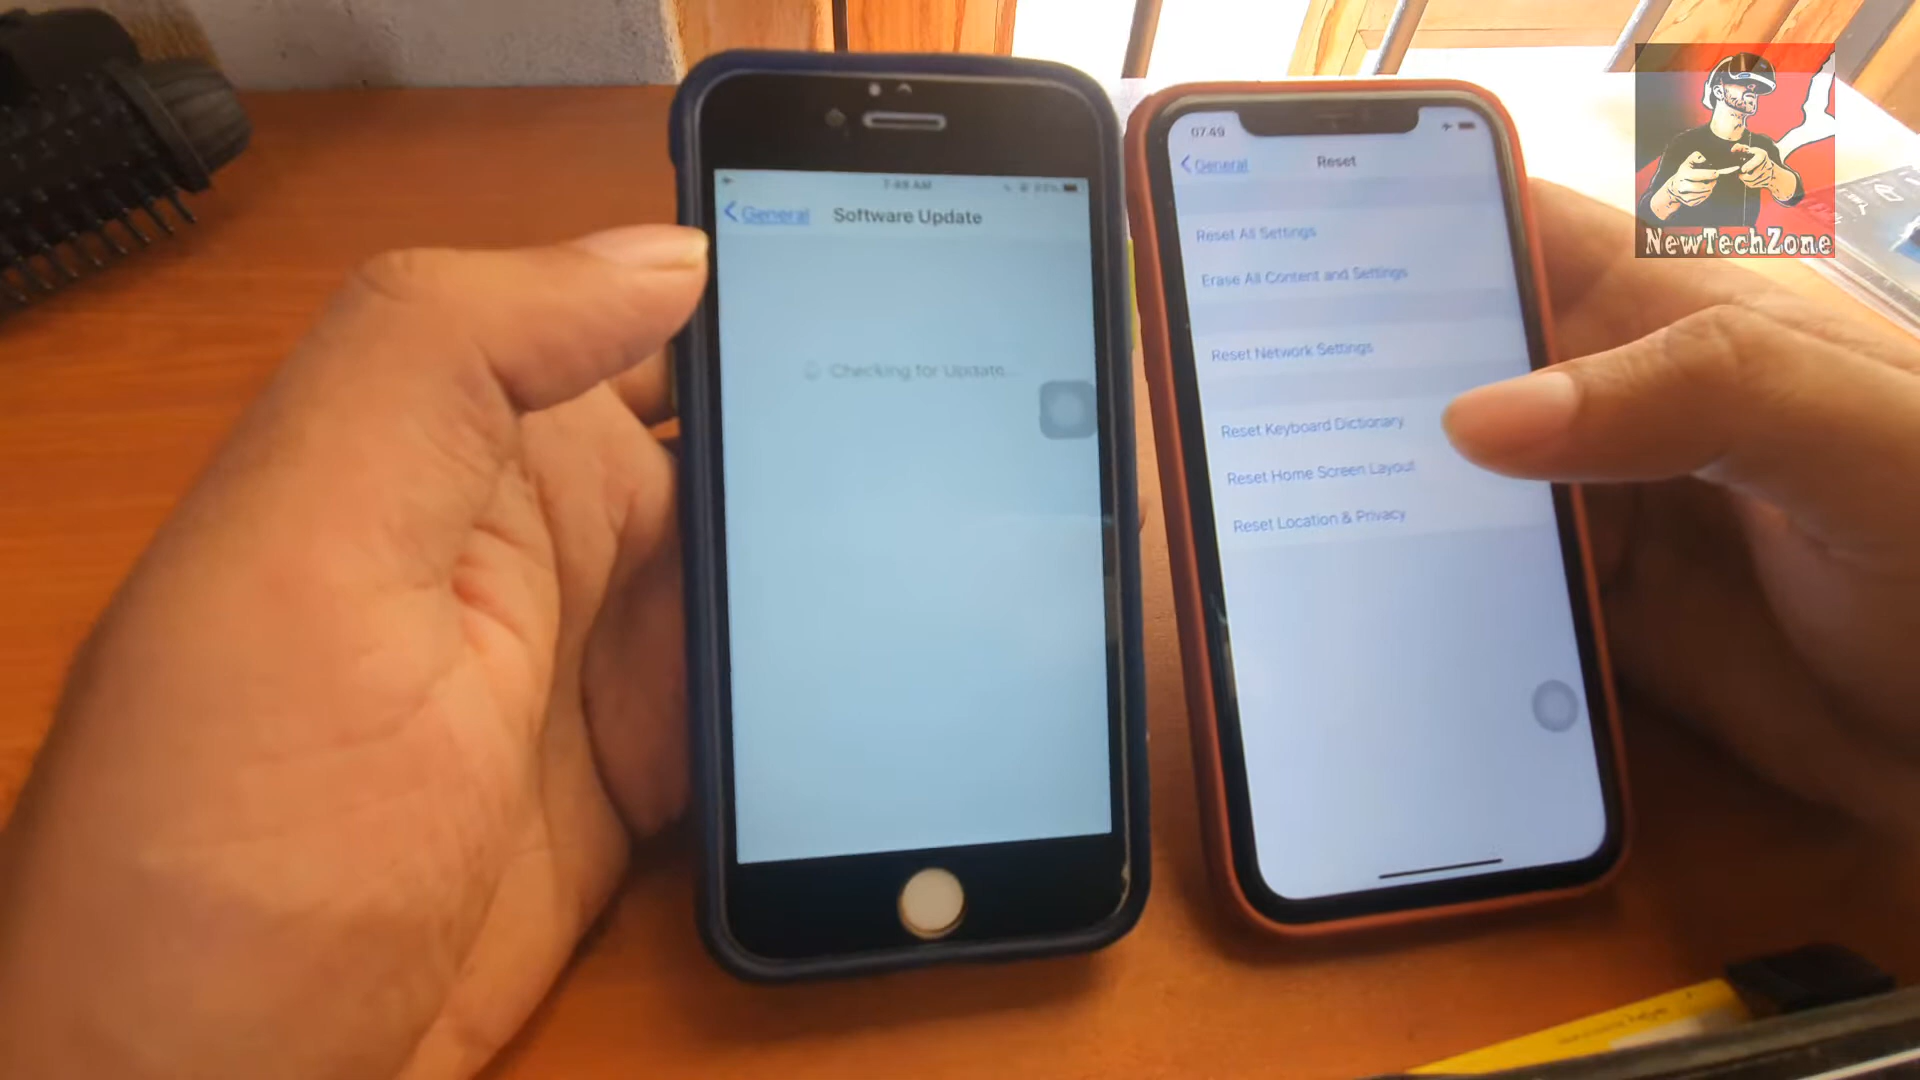 General
Software Update
Checking for Update...
07.49
General
Reset
Reset All Settings
Erase All Content and Settings
Reset Network Settings
Reset Keyboard Dictionary
Reset Home Screen Layout
Reset Location & Privacy
NewTechZone